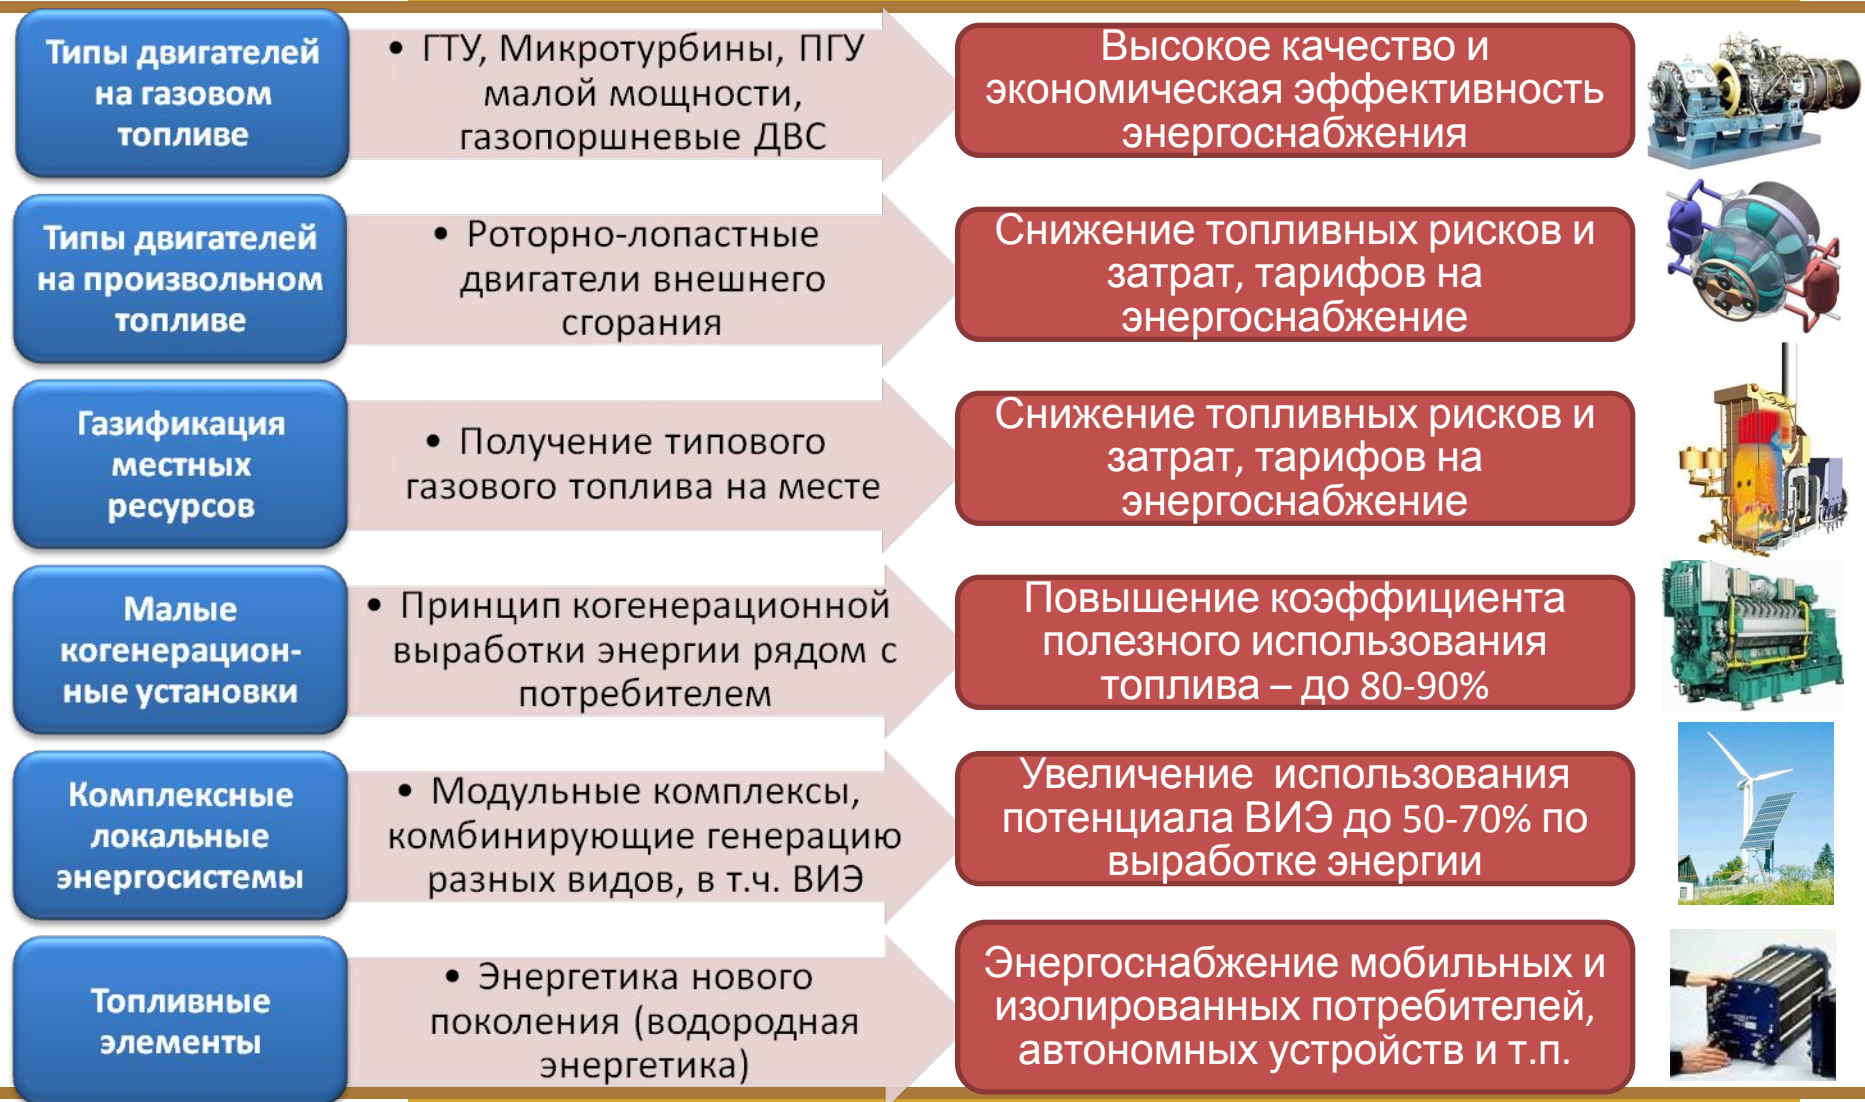 Типы двигателей
на газовом
топливе
• ГТУ, Микротурбины, ПГУ
малой мощности,
газопоршневые ДВС
Высокое качество и
экономическая эффективность
энергоснабжения
Типы двигателей
на произвольном
топливе
• Роторно-лопастные
двигатели внешнего
сгорания
Снижение топливных рисков и
затрат, тарифов на
энергоснабжение
Газификация
местных
ресурсов
• Получение типового
газового топлива на месте
Снижение топливных рисков и
затрат, тарифов на
энергоснабжение
Малые
когенерацион-
ные установки
• Принцип когенерационной
выработки энергии рядом с
потребителем
Повышение коэффициента
полезного использования
топлива – до 80-90%
Комплексные
локальные
энергосистемы
• Модульные комплексы,
комбинирующие генерацию
разных видов, в т.ч. ВИЭ
Увеличение использования
потенциала ВИЭ до 50-70% по
выработке энергии
Топливные
элементы
• Энергетика нового
поколения (водородная
энергетика)
Энергоснабжение мобильных и
изолированных потребителей,
автономных устройств и т.п.